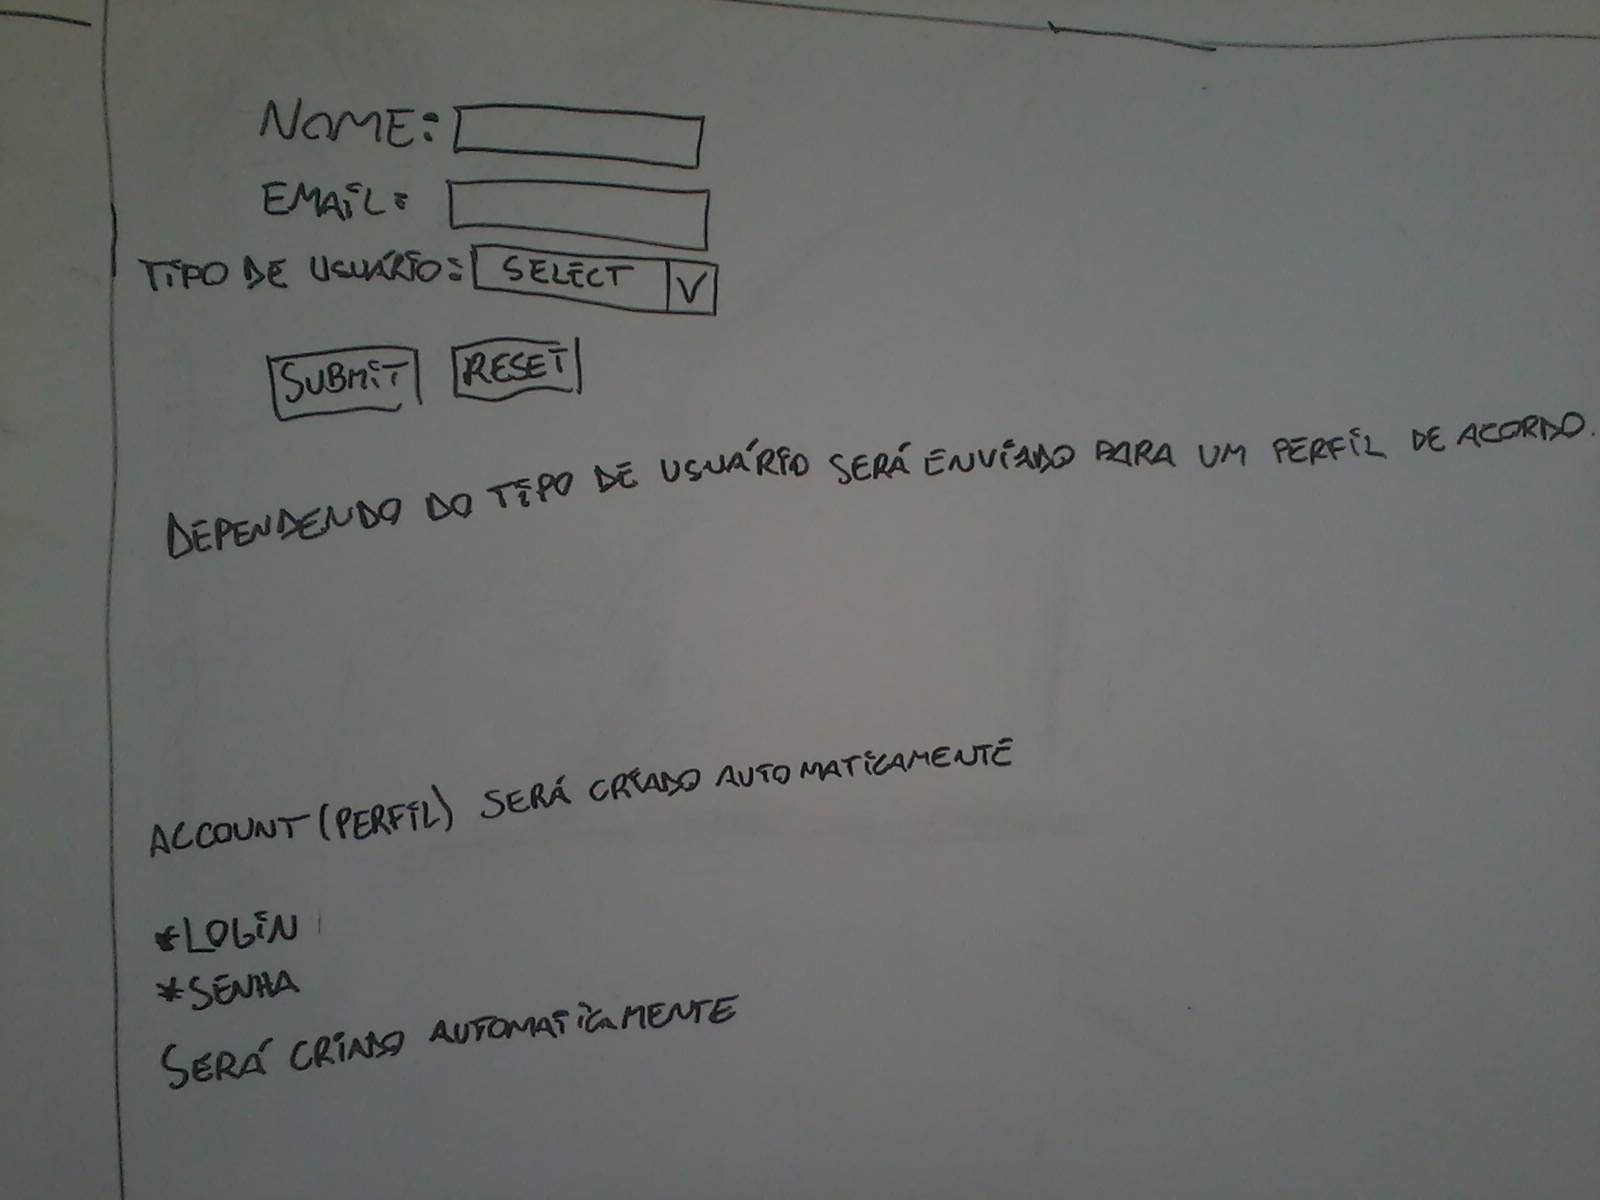 NOME:
EMAIL:
TIPO DE USUÁRIO: SELECT V
SUBMIT RESET
DEPENDENDO DO TIPO DE USUÁRIO SERÁ ENVIADO PARA UM PERFIL DE ACORDO.
ACCOUNT (PERFIL) SERÁ CRIADO AUTOMATICAMENTE
*LOGIN
*SENHA
SERÁ CRIADO AUTOMATICAMENTE